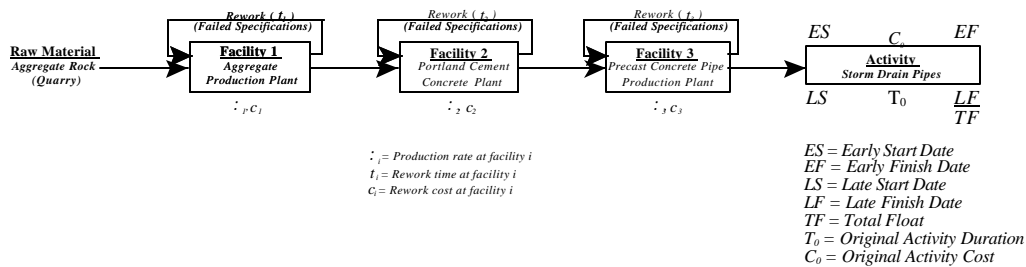 Rework (t₁)
(Failed Specifications)
Rework (t₂)
(Failed Specifications)
Rework (t₃)
(Failed Specifications)
Raw Material
Aggregate Rock
(Quarry)
Facility 1
Aggregate
Production Plant
Facility 2
Portland Cement
Concrete Plant
Facility 3
Precast Concrete Pipe
Production Plant
ES
C₀
EF
Activity
Storm Drain Pipes
LS
T₀
LF
TF
: ₁, c₁
: ₂, c₂
: ₃, c₃
: ᵢ = Production rate at facility i
tᵢ = Rework time at facility i
cᵢ = Rework cost at facility i
ES = Early Start Date
EF = Early Finish Date
LS = Late Start Date
LF = Late Finish Date
TF = Total Float
T₀ = Original Activity Duration
C₀ = Original Activity Cost